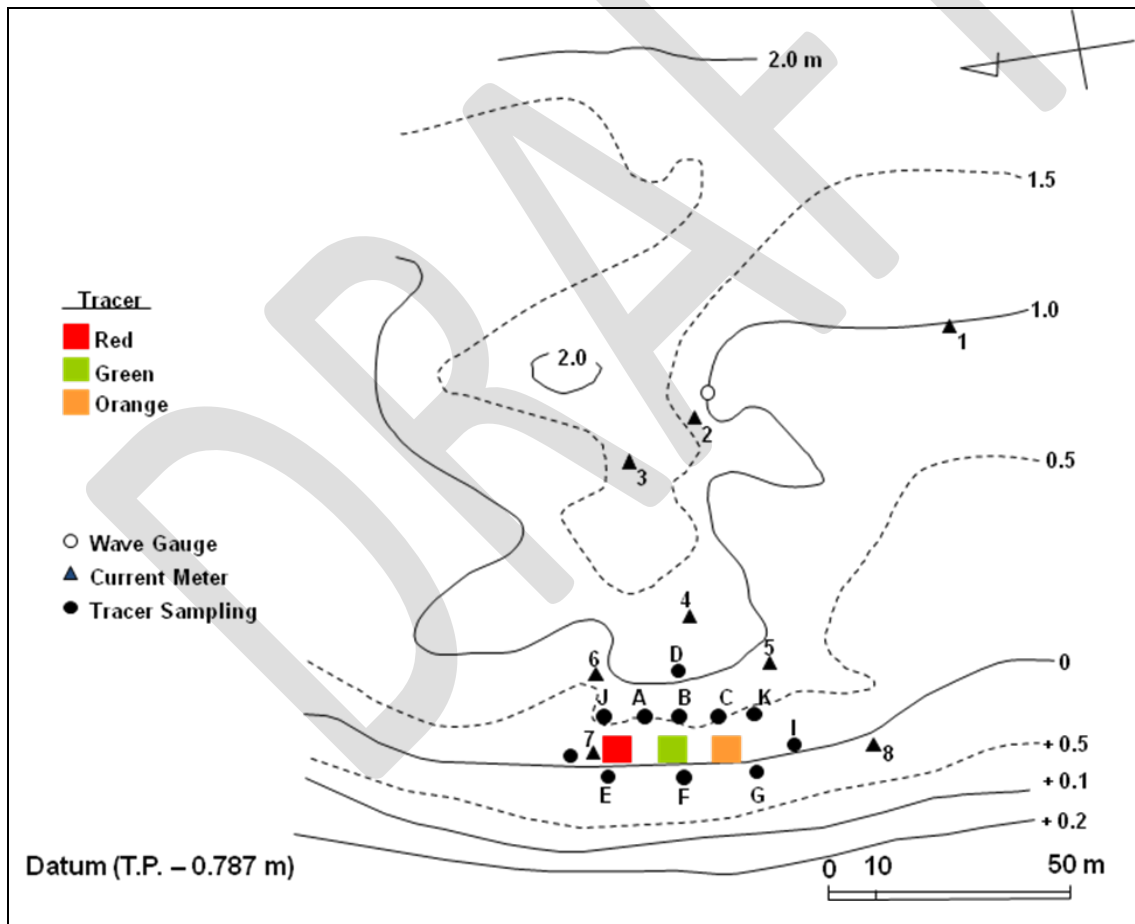 DRAFT
2.0 m
1.5
Tracer
Red
Green
Orange
1.0
1
2.0
2
3
0.5
Wave Gauge
Current Meter
Tracer Sampling
4
5
6
D
0
J A B C K
I
7
8
+ 0.5
E F G
+ 0.1
+ 0.2
Datum (T.P. – 0.787 m)
0 10 50 m